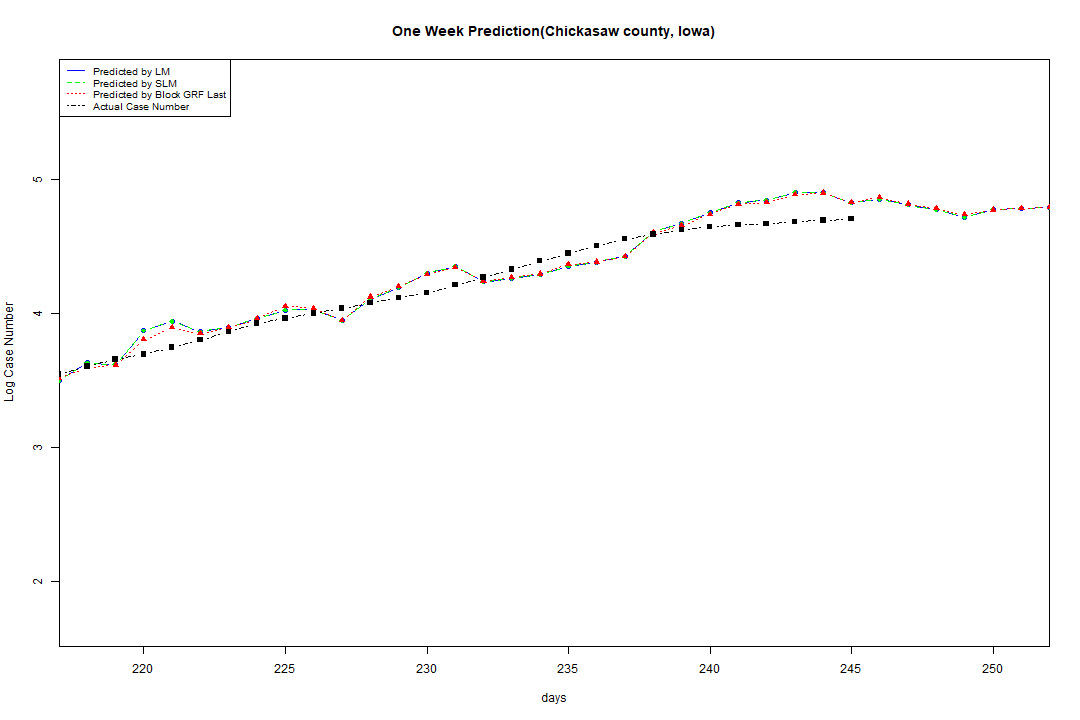 One Week Prediction(Chickasaw county, Iowa)
Predicted by LM
Predicted by SLM
Predicted by Block GRF Last
Actual Case Number
5
4
3
2
Log Case Number
220 225 230 235 240 245 250
days